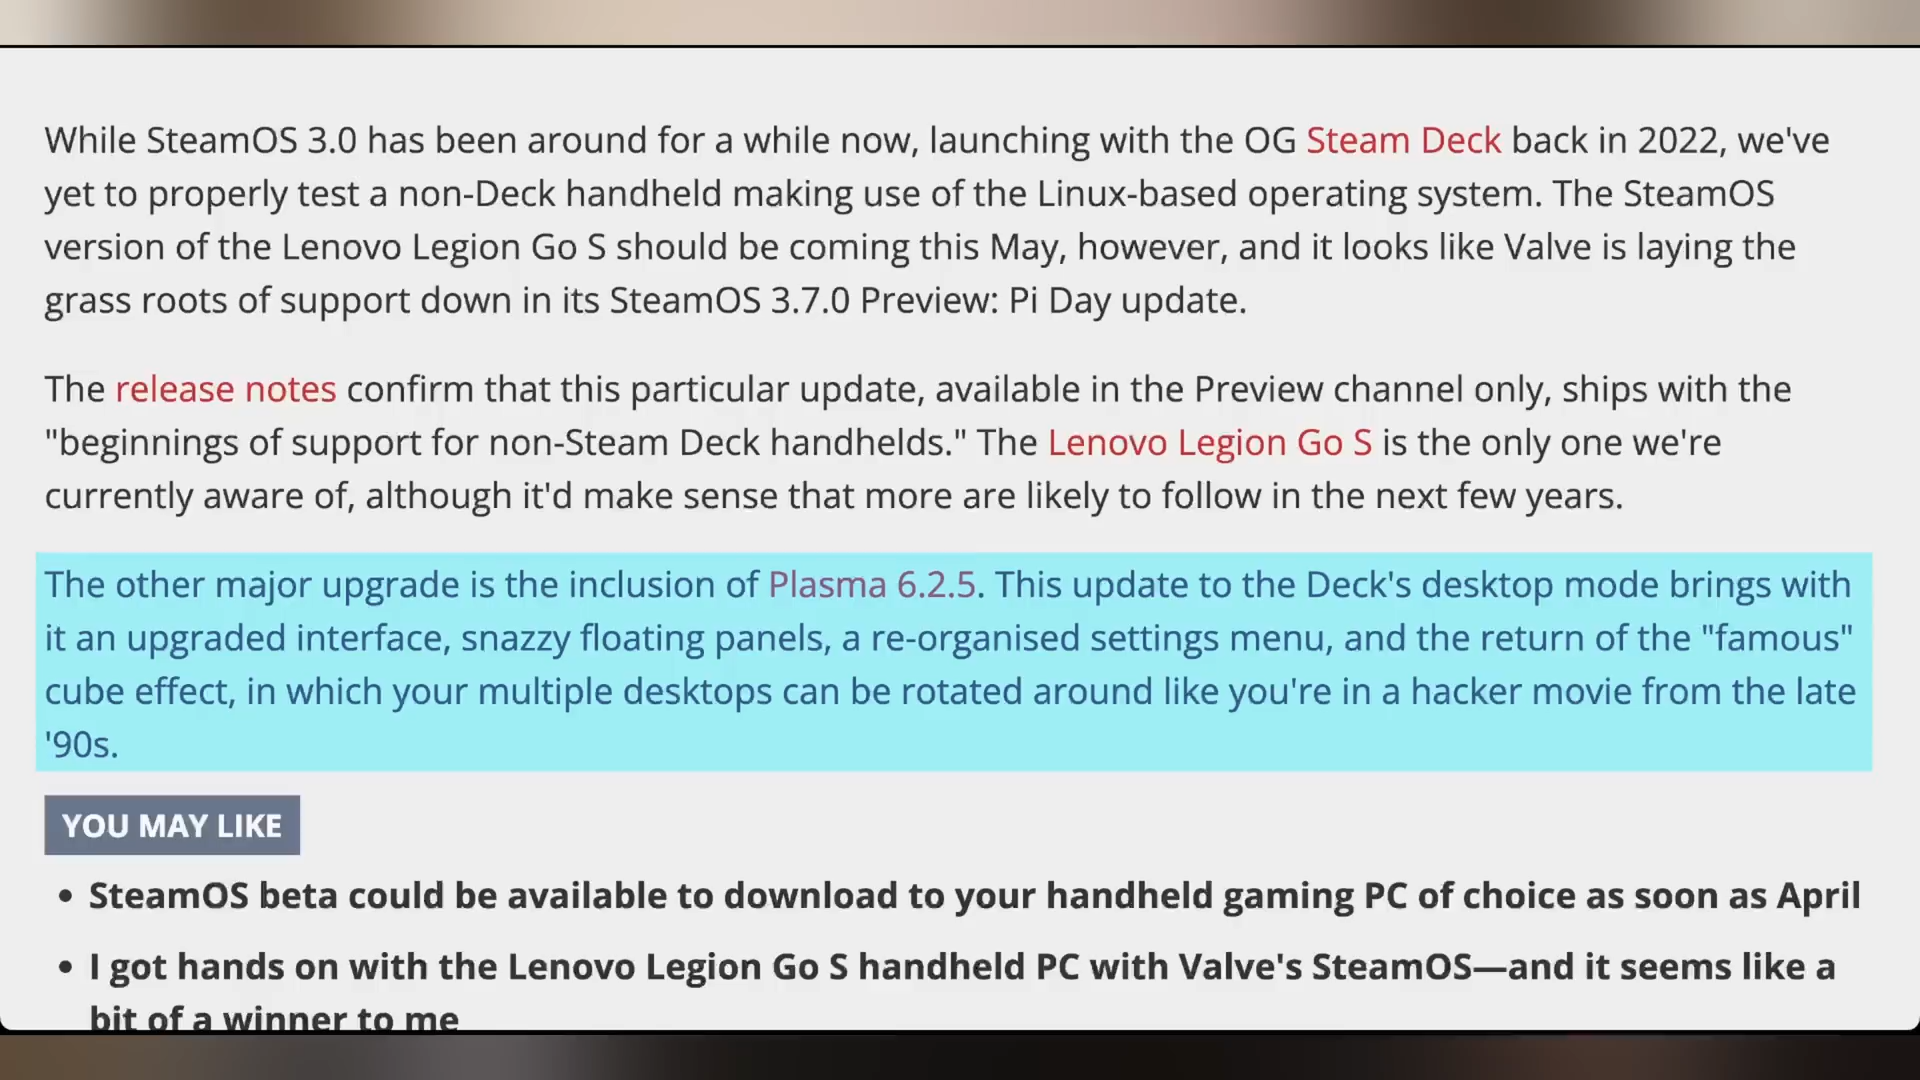 While SteamOS 3.0 has been around for a while now, launching with the OG Steam Deck back in 2022, we've
yet to properly test a non-Deck handheld making use of the Linux-based operating system. The SteamOS
version of the Lenovo Legion Go S should be coming this May, however, and it looks like Valve is laying the
grass roots of support down in its SteamOS 3.7.0 Preview: Pi Day update.
The release notes confirm that this particular update, available in the Preview channel only, ships with the
"beginnings of support for non-Steam Deck handhelds." The Lenovo Legion Go S is the only one we're
currently aware of, although it'd make sense that more are likely to follow in the next few years.
The other major upgrade is the inclusion of Plasma 6.2.5. This update to the Deck's desktop mode brings with
it an upgraded interface, snazzy floating panels, a re-organised settings menu, and the return of the "famous"
cube effect, in which your multiple desktops can be rotated around like you're in a hacker movie from the late
'90s.
YOU MAY LIKE
• SteamOS beta could be available to download to your handheld gaming PC of choice as soon as April
• I got hands on with the Lenovo Legion Go S handheld PC with Valve's SteamOS—and it seems like a
bit of a winner to me